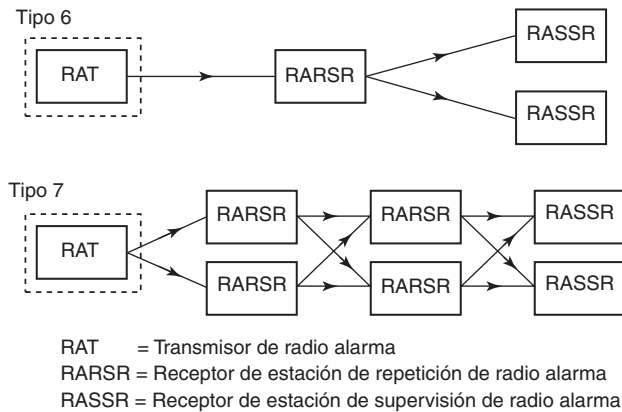 Tipo 6
RAT
RARSR
RASSR
RASSR
Tipo 7
RAT
RARSR
RARSR
RASSR
RARSR
RARSR
RASSR
RAT = Transmisor de radio alarma
RARSR = Receptor de estación de repetición de radio alarma
RASSR = Receptor de estación de supervisión de radio alarma